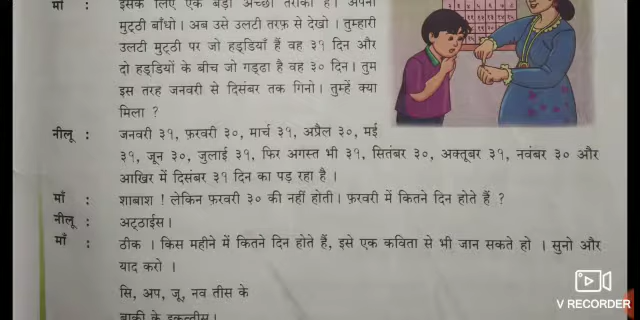 माँ : इसके लिए एक बड़ा अच्छा तरीका है। अपनी
मुट्ठी बाँधो। अब उसे उलटी तरफ़ से देखो। तुम्हारी
उलटी मुट्ठी पर जो हड्डियाँ हैं वह ३१ दिन और
दो हड्डियों के बीच जो गड्ढा है वह ३० दिन। तुम
इस तरह जनवरी से दिसंबर तक गिनो। तुम्हें क्या
मिला ?
नीलू : जनवरी ३१, फ़रवरी ३०, मार्च ३१, अप्रैल ३०, मई
३१, जून ३०, जुलाई ३१, फिर अगस्त भी ३१, सितंबर ३०, अक्तूबर ३१, नवंबर ३० और
आखिर में दिसंबर ३१ दिन का पड़ रहा है ।
माँ : शाबाश ! लेकिन फ़रवरी ३० की नहीं होती। फ़रवरी में कितने दिन होते हैं ?
नीलू : अट्ठाईस।
माँ : ठीक । किस महीने में कितने दिन होते हैं, इसे एक कविता से भी जान सकते हो । सुनो और
याद करो ।
सि, अप, जू, नव तीस के
बाकी के इकत्तीस।
V RECORDER